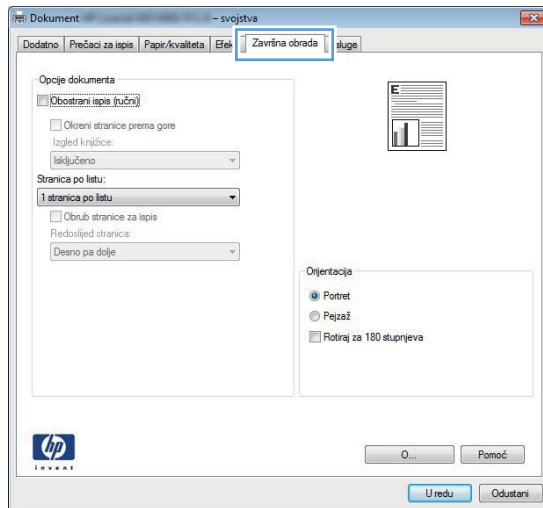 Dokument – svojstva
Dodatno Prečaci za ispis Papir/kvaliteta Efek Završna obrada sluge
Opcije dokumenta
Obostrani ispis (ručni)
Okreni stranice prema gore
Izgled knjižice:
Isključeno
Stranica po listu:
1 stranica po listu
Obrub stranice za ispis
Redoslijed stranica:
Desno pa dolje
E
Orijentacija
Portret
Pejzaž
Rotiraj za 180 stupnjeva
hp
invent
O... Pomoć
U redu Odustani